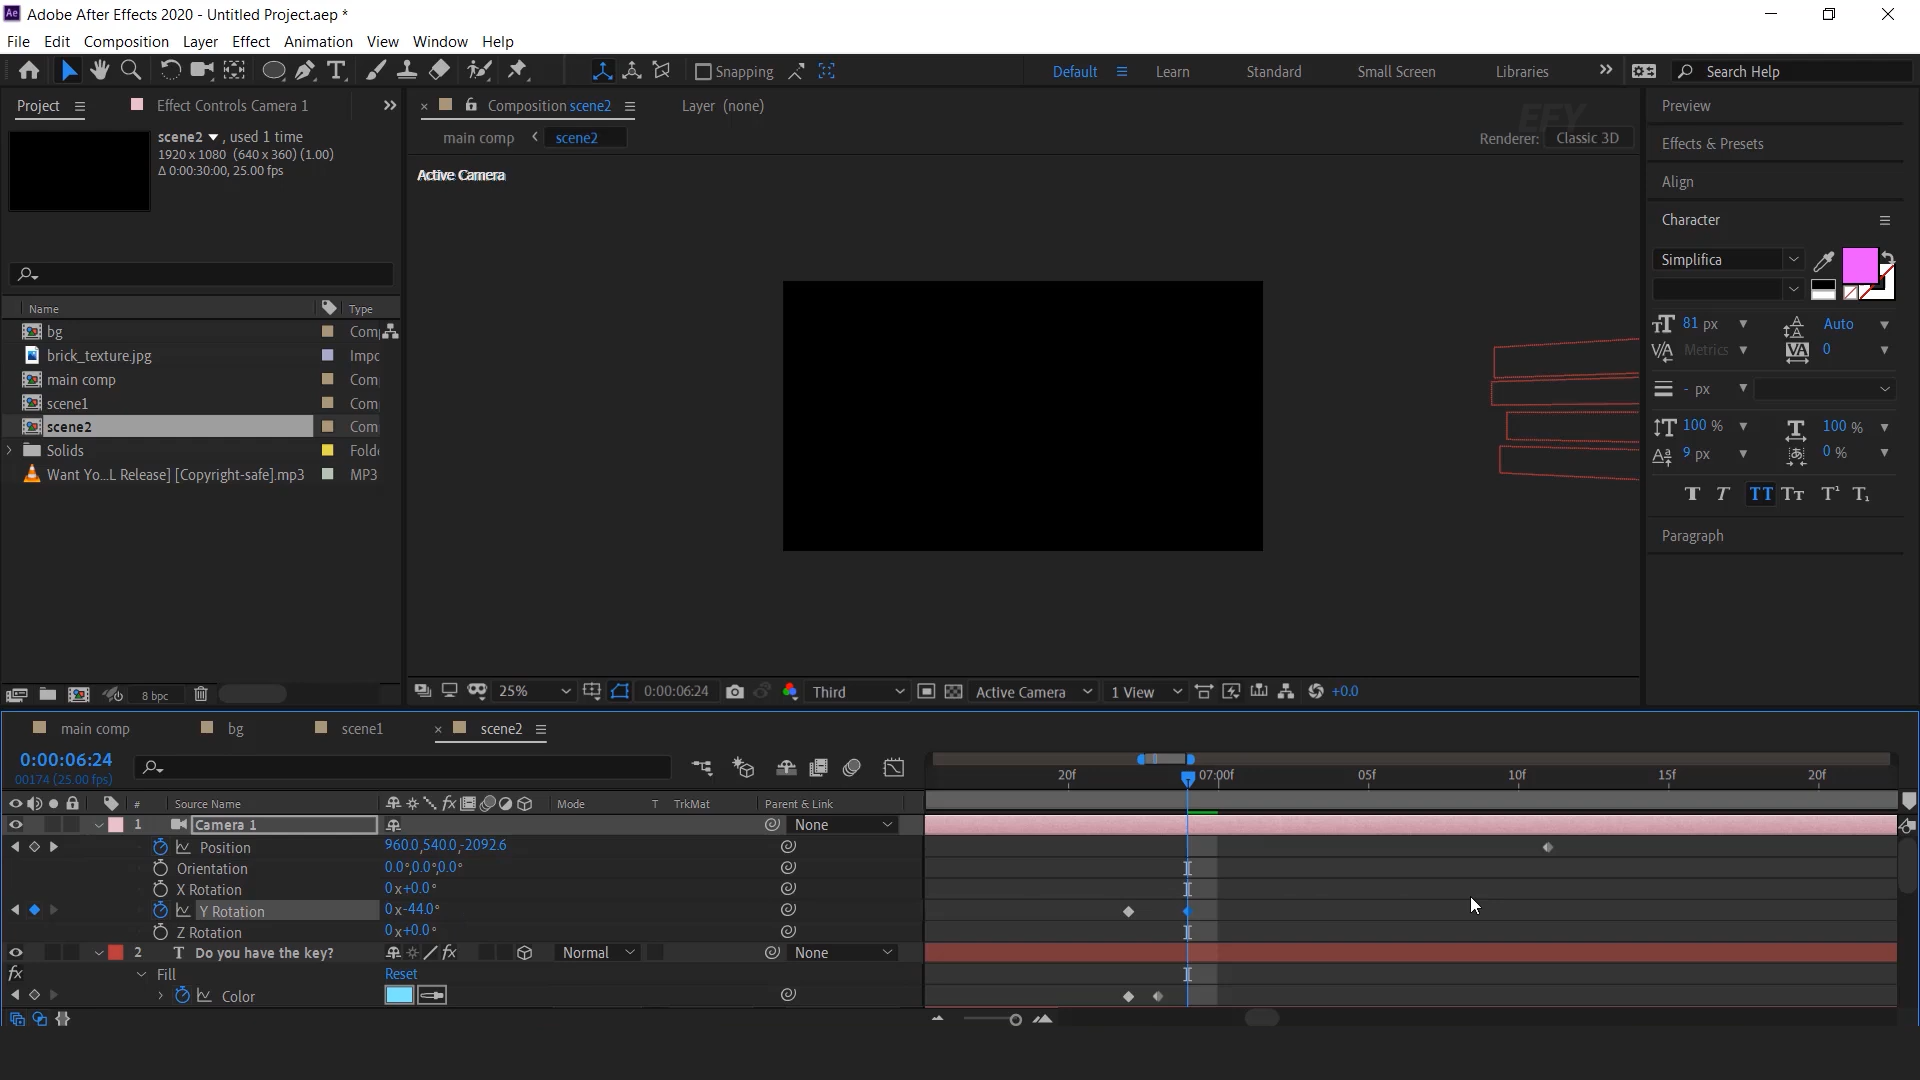 Ae Adobe After Effects 2020 - Untitled Project.aep *
File Edit Composition Layer Effect Animation View Window Help
Snapping Default Learn Standard Small Screen Libraries Search Help
Project Effect Controls Camera 1 Composition scene2 Layer (none) Preview
scene2 , used 1 time
1920 x 1080 (640 x 360) (1.00)
Δ 0:00:30:00, 25.00 fps
main comp scene2 EFY Renderer: Classic 3D
Effects & Presets
Active Camera
Align
Character
Simplifica
81 px Auto
Metrics 0
- px
100 % 100 %
9 px 0 %
TT
Paragraph
Name Type
bg Com
brick_texture.jpg Impc
main comp Com
scene1 Com
scene2 Com
Solids Folde
Want Yo...L Release] [Copyright-safe].mp3 MP3
8 bpc 25% 0:00:06:24 Third Active Camera 1 View +0.0
main comp bg scene1 scene2
0:00:06:24
00174 (25.00 fps)
20f 07:00f 05f 10f 15f 20f
# Source Name fx Mode T TrkMat Parent & Link
1 Camera 1 None
Position 960.0,540.0,-2092.6
Orientation 0.0°,0.0°,0.0°
X Rotation 0x+0.0°
Y Rotation 0x-44.0°
Z Rotation 0x+0.0°
2 T Do you have the key? fx Normal None
fx Fill Reset
Color